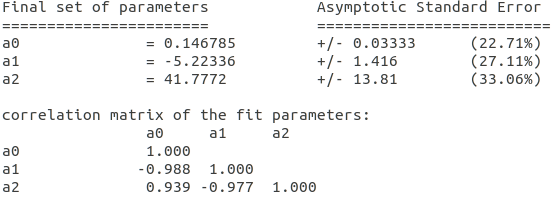 Final set of parameters            Asymptotic Standard Error
=======================            ==========================
a0              = 0.146785         +/- 0.03333      (22.71%)
a1              = -5.22336         +/- 1.416        (27.11%)
a2              = 41.7772          +/- 13.81        (33.06%)
correlation matrix of the fit parameters:
                a0     a1     a2
a0              1.000
a1             -0.988  1.000
a2              0.939 -0.977  1.000